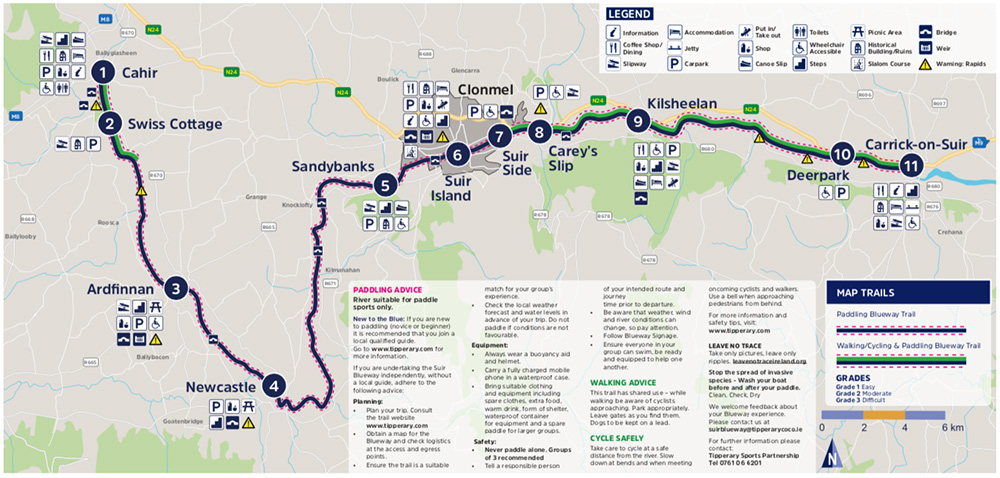 LEGEND
Information
Accommodation
Put in/
Take out
Toilets
Picnic Area
Bridge
Coffee Shop/
Dining
Jetty
Shop
Wheelchair
Accessible
Historical
Building/Ruins
Weir
Slipway
Carpark
Canoe Slip
Steps
Slalom Course
Warning: Rapids
M8
N24
R670
Ballyglasheen
1 Cahir
M8
2 Swiss Cottage
R670
N24
Boulick
R688
Glencarra
N24
Clonmel
Sandybanks
5
6
Suir
Island
7
Suir
Side
8
Carey's
Slip
N24
9
Kilsheelan
N24
R696
R697
R680
10
Deerpark
Carrick-on-Suir
11
N24
R680
R676
Crehana
R678
R678
R678
Grange
Knocklofty
R665
Kilmanahan
R671
R668
Ballylooby
Roosca
Ardfinnan
3
Ballybacon
R665
Newcastle
4
Goatenbridge
PADDLING ADVICE
River suitable for paddle
sports only.
New to the Blue: If you are new
to paddling (novice or beginner)
it is recommended that you join a
local qualified guide.
Go to www.tipperary.com for
more information.
If you are undertaking the Suir
Blueway independently, without
a local guide, adhere to the
following advice:
Planning:
• Plan your trip. Consult
the trail website
www.tipperary.com
• Obtain a map for the
Blueway and check logistics
at the access and egress
points.
• Ensure the trail is a suitable
match for your group's
experience.
• Check the local weather
forecast and water levels in
advance of your trip. Do not
paddle if conditions are not
favourable.
Equipment:
• Always wear a buoyancy aid
and helmet.
• Carry a fully charged mobile
phone in a waterproof case.
• Bring suitable clothing
and equipment including
spare clothes, extra food,
warm drink, form of shelter,
waterproof container
for equipment and a spare
paddle for larger groups.
Safety:
• Never paddle alone. Groups
of 3 recommended
• Tell a responsible person
of your intended route and
journey
time prior to departure.
• Be aware that weather, wind
and river conditions can
change, so pay attention.
• Follow Blueway Signage.
• Ensure everyone in your
group can swim, be ready
and equipped to help one
another.
WALKING ADVICE
This trail has shared use – while
walking be aware of cyclists
approaching. Park appropriately.
Leave gates as you find them.
Dogs to be kept on a lead.
CYCLE SAFELY
Take care to cycle at a safe
distance from the river. Slow
down at bends and when meeting
oncoming cyclists and walkers.
Use a bell when approaching
pedestrians from behind.
For more information and
safety tips, visit:
www.tipperary.com
LEAVE NO TRACE
Take only pictures, leave only
ripples. leavenotraceireland.org
Stop the spread of invasive
species - Wash your boat
before and after your paddle.
Clean, Check, Dry
We welcome feedback about
your Blueway experience.
Please contact us at
suirblueway@tipperarycoco.ie
For further information please
contact:
Tipperary Sports Partnership
Tel 0761 06 6201
MAP TRAILS
Paddling Blueway Trail
Walking/Cycling & Paddling Blueway Trail
GRADES
Grade 1 Easy
Grade 2 Moderate
Grade 3 Difficult
0 2 4 6 km
N